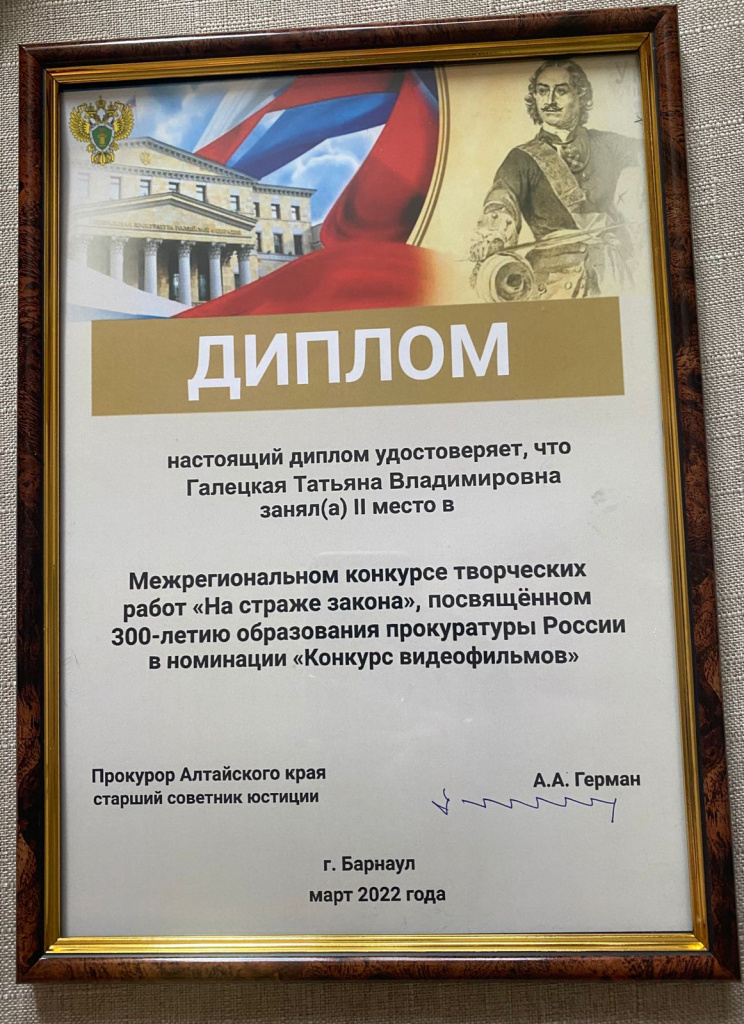 ДИПЛОМ
настоящий диплом удостоверяет, что
Галецкая Татьяна Владимировна
занял(а) II место в
Межрегиональном конкурсе творческих
работ «На страже закона», посвящённом
300-летию образования прокуратуры России
в номинации «Конкурс видеофильмов»
Прокурор Алтайского края
старший советник юстиции
А.А. Герман
г. Барнаул
март 2022 года